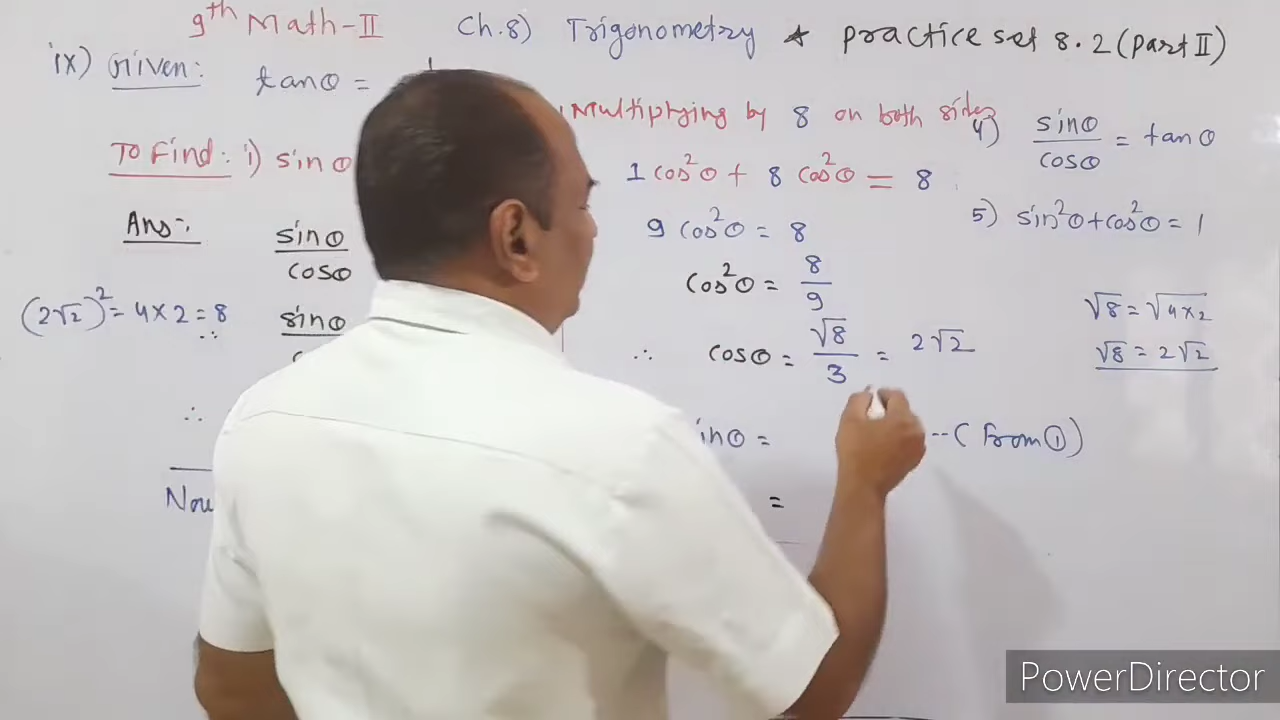 9th Math-II Ch.8) Trigonometry ★ practice set 8.2 (part II)
ix) Given: tanθ =
To Find: i) sinθ
Ans:-
sinθ
cosθ
(2√2)² = 4×2 = 8
∴ sinθ
∴
Now
Multiplying by 8 on both sides
1 cos²θ + 8 cos²θ = 8
9 cos²θ = 8
cos²θ = 8/9
∴ cosθ = √8/3 = 2√2
inθ = --( From ①)
=
4) sinθ/cosθ = tanθ
5) sin²θ + cos²θ = 1
√8 = √4×2
√8 = 2√2
PowerDirector